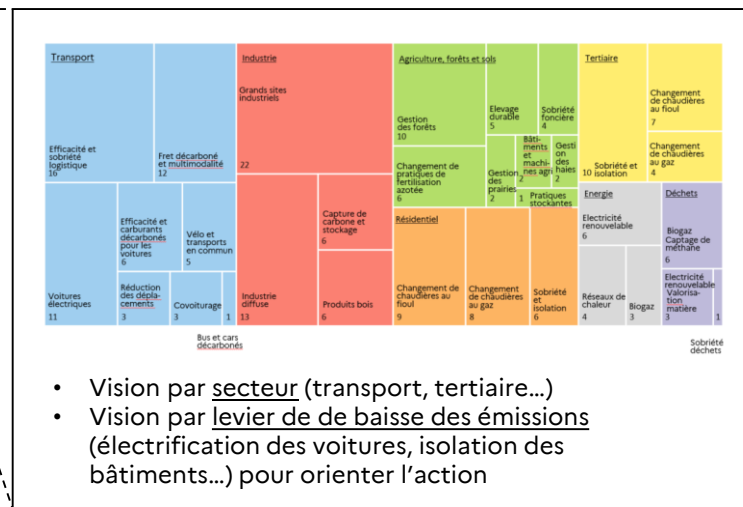 Transport
Efficacité et
sobriété
logistique
16
Fret décarboné
et multimodalité
12
Voitures
électriques
11
Efficacité et
carburants
décarbonés
pour les
voitures
6
Vélo et
transports
en commun
5
Réduction
des dépla-
cements
3
Covoiturage
3
1
Bus et cars
décarbonés
Industrie
Grands sites
industriels
22
Industrie
diffuse
13
Capture de
carbone et
stockage
6
Produits bois
6
Agriculture, forêts et sols
Gestion
des forêts
10
Elevage
durable
5
Sobriété
foncière
4
Changement de
pratiques de
fertilisation
azotée
6
Gestion
des
prairies
2
Bâti-
ments
et
machi-
nes agri
2
Gesti
on
des
haies
2
1
Pratiques
stockantes
Résidentiel
Changement de
chaudières au
fioul
9
Changement
de chaudières
au gaz
8
Sobriété
et
isolation
6
Tertiaire
Sobriété et
10 isolation
Changement
de chaudières
au fioul
7
Changement
de chaudières
au gaz
4
Energie
Electricité
renouvelable
6
Réseaux de
chaleur
4
Biogaz
3
Déchets
Biogaz
Captage de
méthane
6
Electricité
renouvelable
Valorisa-
tion
matière
3
1
Sobriété
déchets
• Vision par secteur (transport, tertiaire…)
• Vision par levier de de baisse des émissions
(électrification des voitures, isolation des
bâtiments…) pour orienter l’action